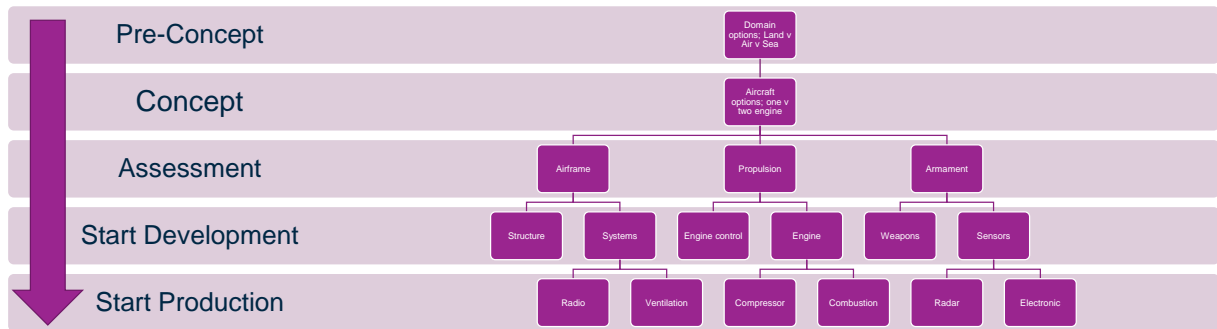 Pre-Concept
Domain
options; Land v
Air v Sea
Concept
Aircraft
options; one v
two engine
Assessment
Airframe
Propulsion
Armament
Start Development
Structure
Systems
Engine control
Engine
Weapons
Sensors
Start Production
Radio
Ventilation
Compressor
Combustion
Radar
Electronic